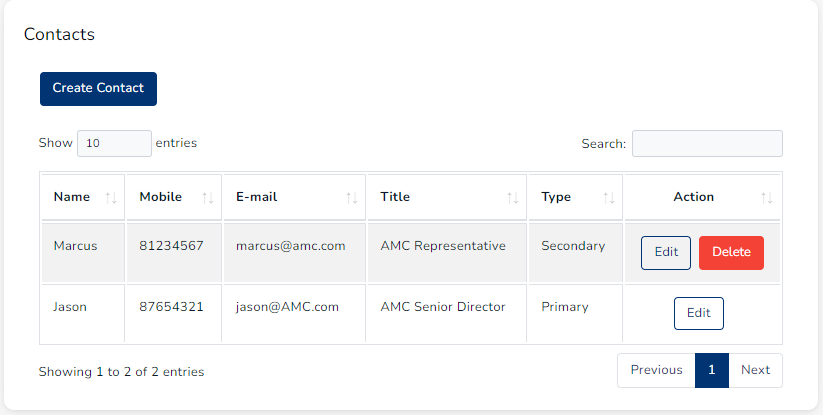 Contacts
Create Contact
Show 10 entries Search:
Name Mobile E-mail Title Type Action
Marcus 81234567 marcus@amc.com AMC Representative Secondary Edit Delete
Jason 87654321 jason@AMC.com AMC Senior Director Primary Edit
Showing 1 to 2 of 2 entries Previous 1 Next